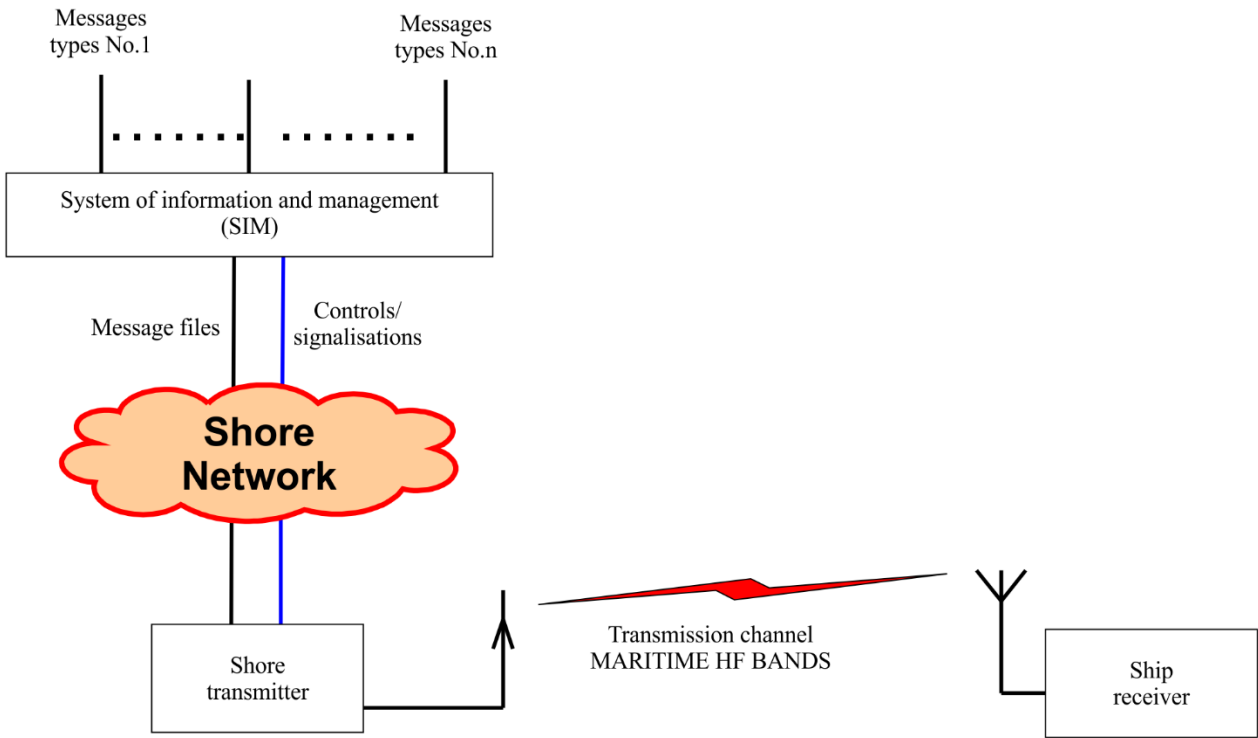 Messages
types No.1
Messages
types No.n
System of information and management
(SIM)
Message files
Controls/
signalisations
Shore
Network
Shore
transmitter
Transmission channel
MARITIME HF BANDS
Ship
receiver